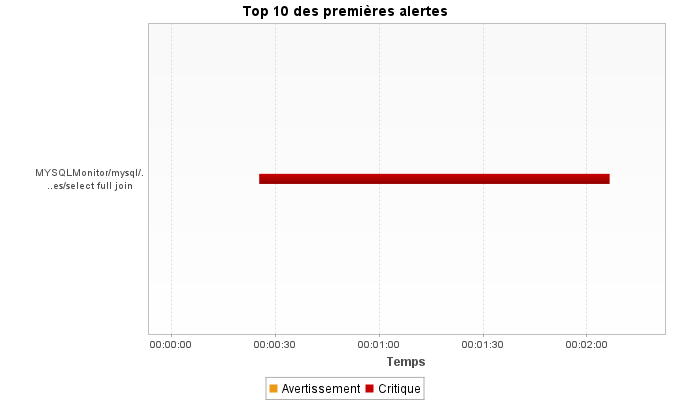 Top 10 des premières alertes
MYSQLMonitor/mysql/.
..es/select full join
00:00:00 00:00:30 00:01:00 00:01:30 00:02:00
Temps
Avertissement Critique